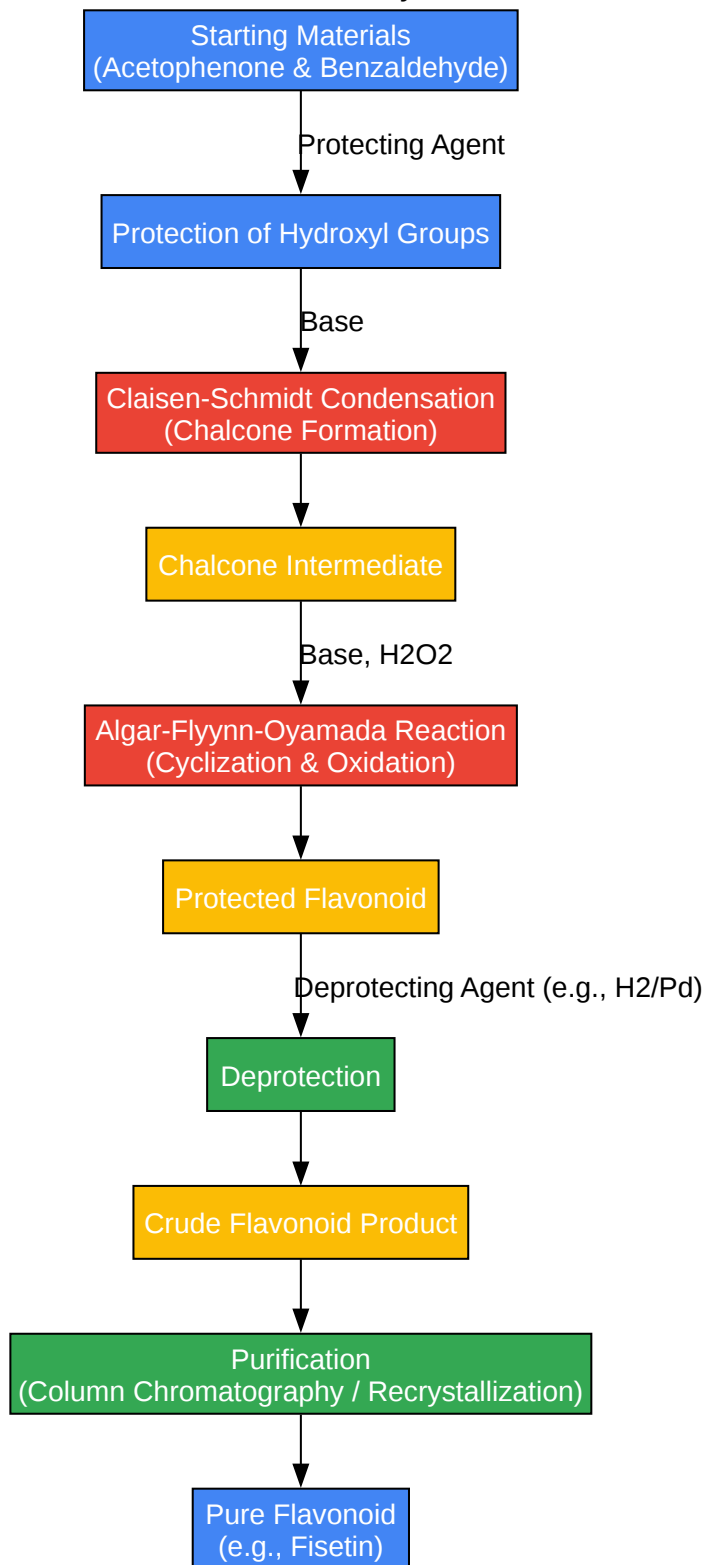 Starting Materials
(Acetophenone & Benzaldehyde)
Protecting Agent
Protection of Hydroxyl Groups
Base
Claisen-Schmidt Condensation
(Chalcone Formation)
Chalcone Intermediate
Base, H2O2
Algar-Flyynn-Oyamada Reaction
(Cyclization & Oxidation)
Protected Flavonoid
Deprotecting Agent (e.g., H2/Pd)
Deprotection
Crude Flavonoid Product
Purification
(Column Chromatography / Recrystallization)
Pure Flavonoid
(e.g., Fisetin)